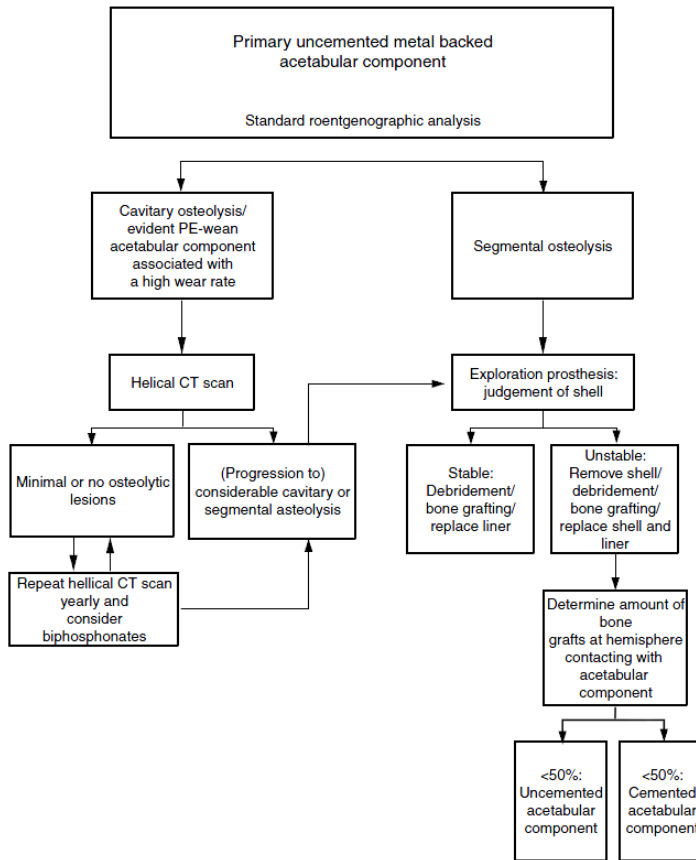 Primary uncemented metal backed
acetabular component
Standard roentgenographic analysis
Cavitary osteolysis/
evident PE-wean
acetabular component
associated with
a high wear rate
Segmental osteolysis
Helical CT scan
Exploration prosthesis:
judgement of shell
Minimal or no osteolytic
lesions
(Progression to)
considerable cavitary or
segmental asteolysis
Stable:
Debridement/
bone grafting/
replace liner
Unstable:
Remove shell/
debridement/
bone grafting/
replace shell and
liner
Repeat hellical CT scan
yearly and
consider
biphosphonates
Determine amount of
bone
grafts at hemisphere
contacting with
acetabular
component
<50%:
Uncemented
acetabular
component
<50%:
Cemented
acetabular
component